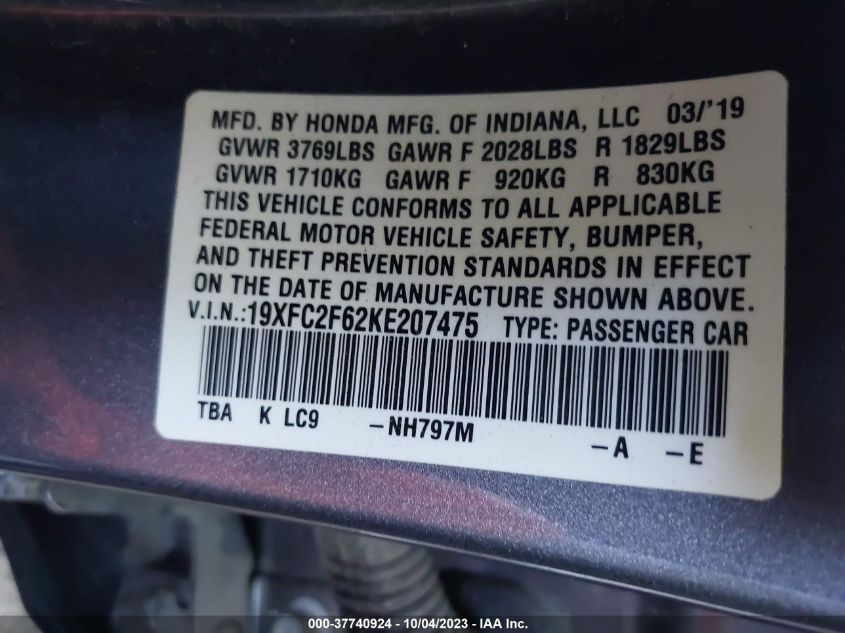 MFD. BY HONDA MFG. OF INDIANA, LLC 03/'19
GVWR 3769LBS GAWR F 2028LBS R 1829LBS
GVWR 1710KG GAWR F 920KG R 830KG
THIS VEHICLE CONFORMS TO ALL APPLICABLE
FEDERAL MOTOR VEHICLE SAFETY, BUMPER,
AND THEFT PREVENTION STANDARDS IN EFFECT
ON THE DATE OF MANUFACTURE SHOWN ABOVE.
V.I.N.:19XFC2F62KE207475 TYPE: PASSENGER CAR
TBA K LC9 -NH797M -A -E
000-37740924 - 10/04/2023 - IAA Inc.